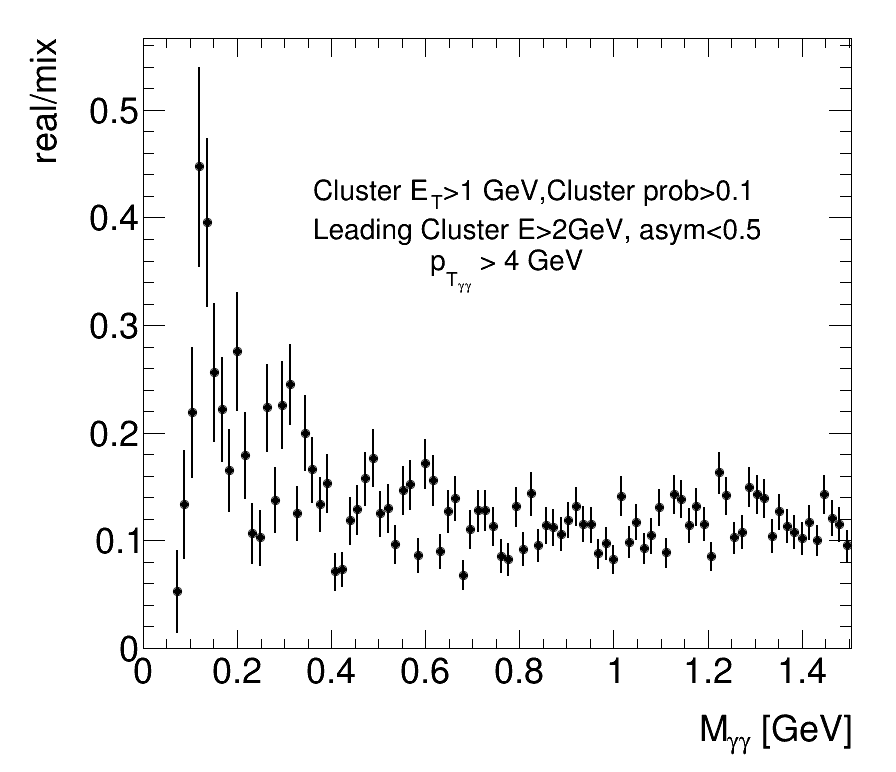 real/mix
0.5
Cluster E_T>1 GeV,Cluster prob>0.1
0.4
Leading Cluster E>2GeV, asym<0.5
p_Tγγ > 4 GeV
0.3
0.2
0.1
0
0 0.2 0.4 0.6 0.8 1 1.2 1.4
M_γγ [GeV]